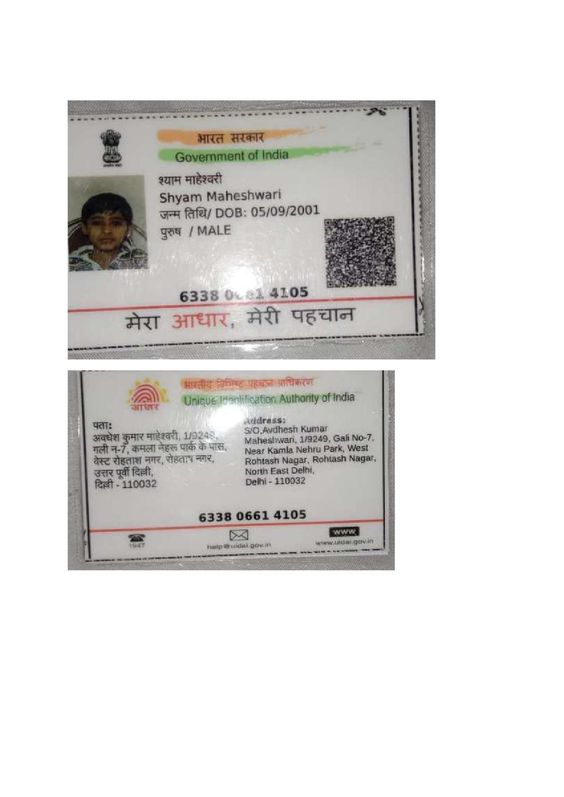 भारत सरकार
Government of India
श्याम माहेश्वरी
Shyam Maheshwari
जन्म तिथि/ DOB: 05/09/2001
पुरुष / MALE
6338 0661 4105
मेरा आधार, मेरी पहचान
भारतीय विशिष्ट पहचान प्राधिकरण
Unique Identification Authority of India
आधार
पता:
अवधेश कुमार माहेश्वरी, 1/9249,
गली न-7, कमला नेहरू पार्क के पास,
वेस्ट रोहताश नगर, रोहताश नगर,
उत्तर पूर्वी दिल्ली,
दिल्ली - 110032
Address:
S/O,Avdhesh Kumar
Maheshwari, 1/9249, Gali No-7,
Near Kamla Nehru Park, West
Rohtash Nagar, Rohtash Nagar,
North East Delhi,
Delhi - 110032
6338 0661 4105
1947
help@uidai.gov.in
www
www.uidai.gov.in